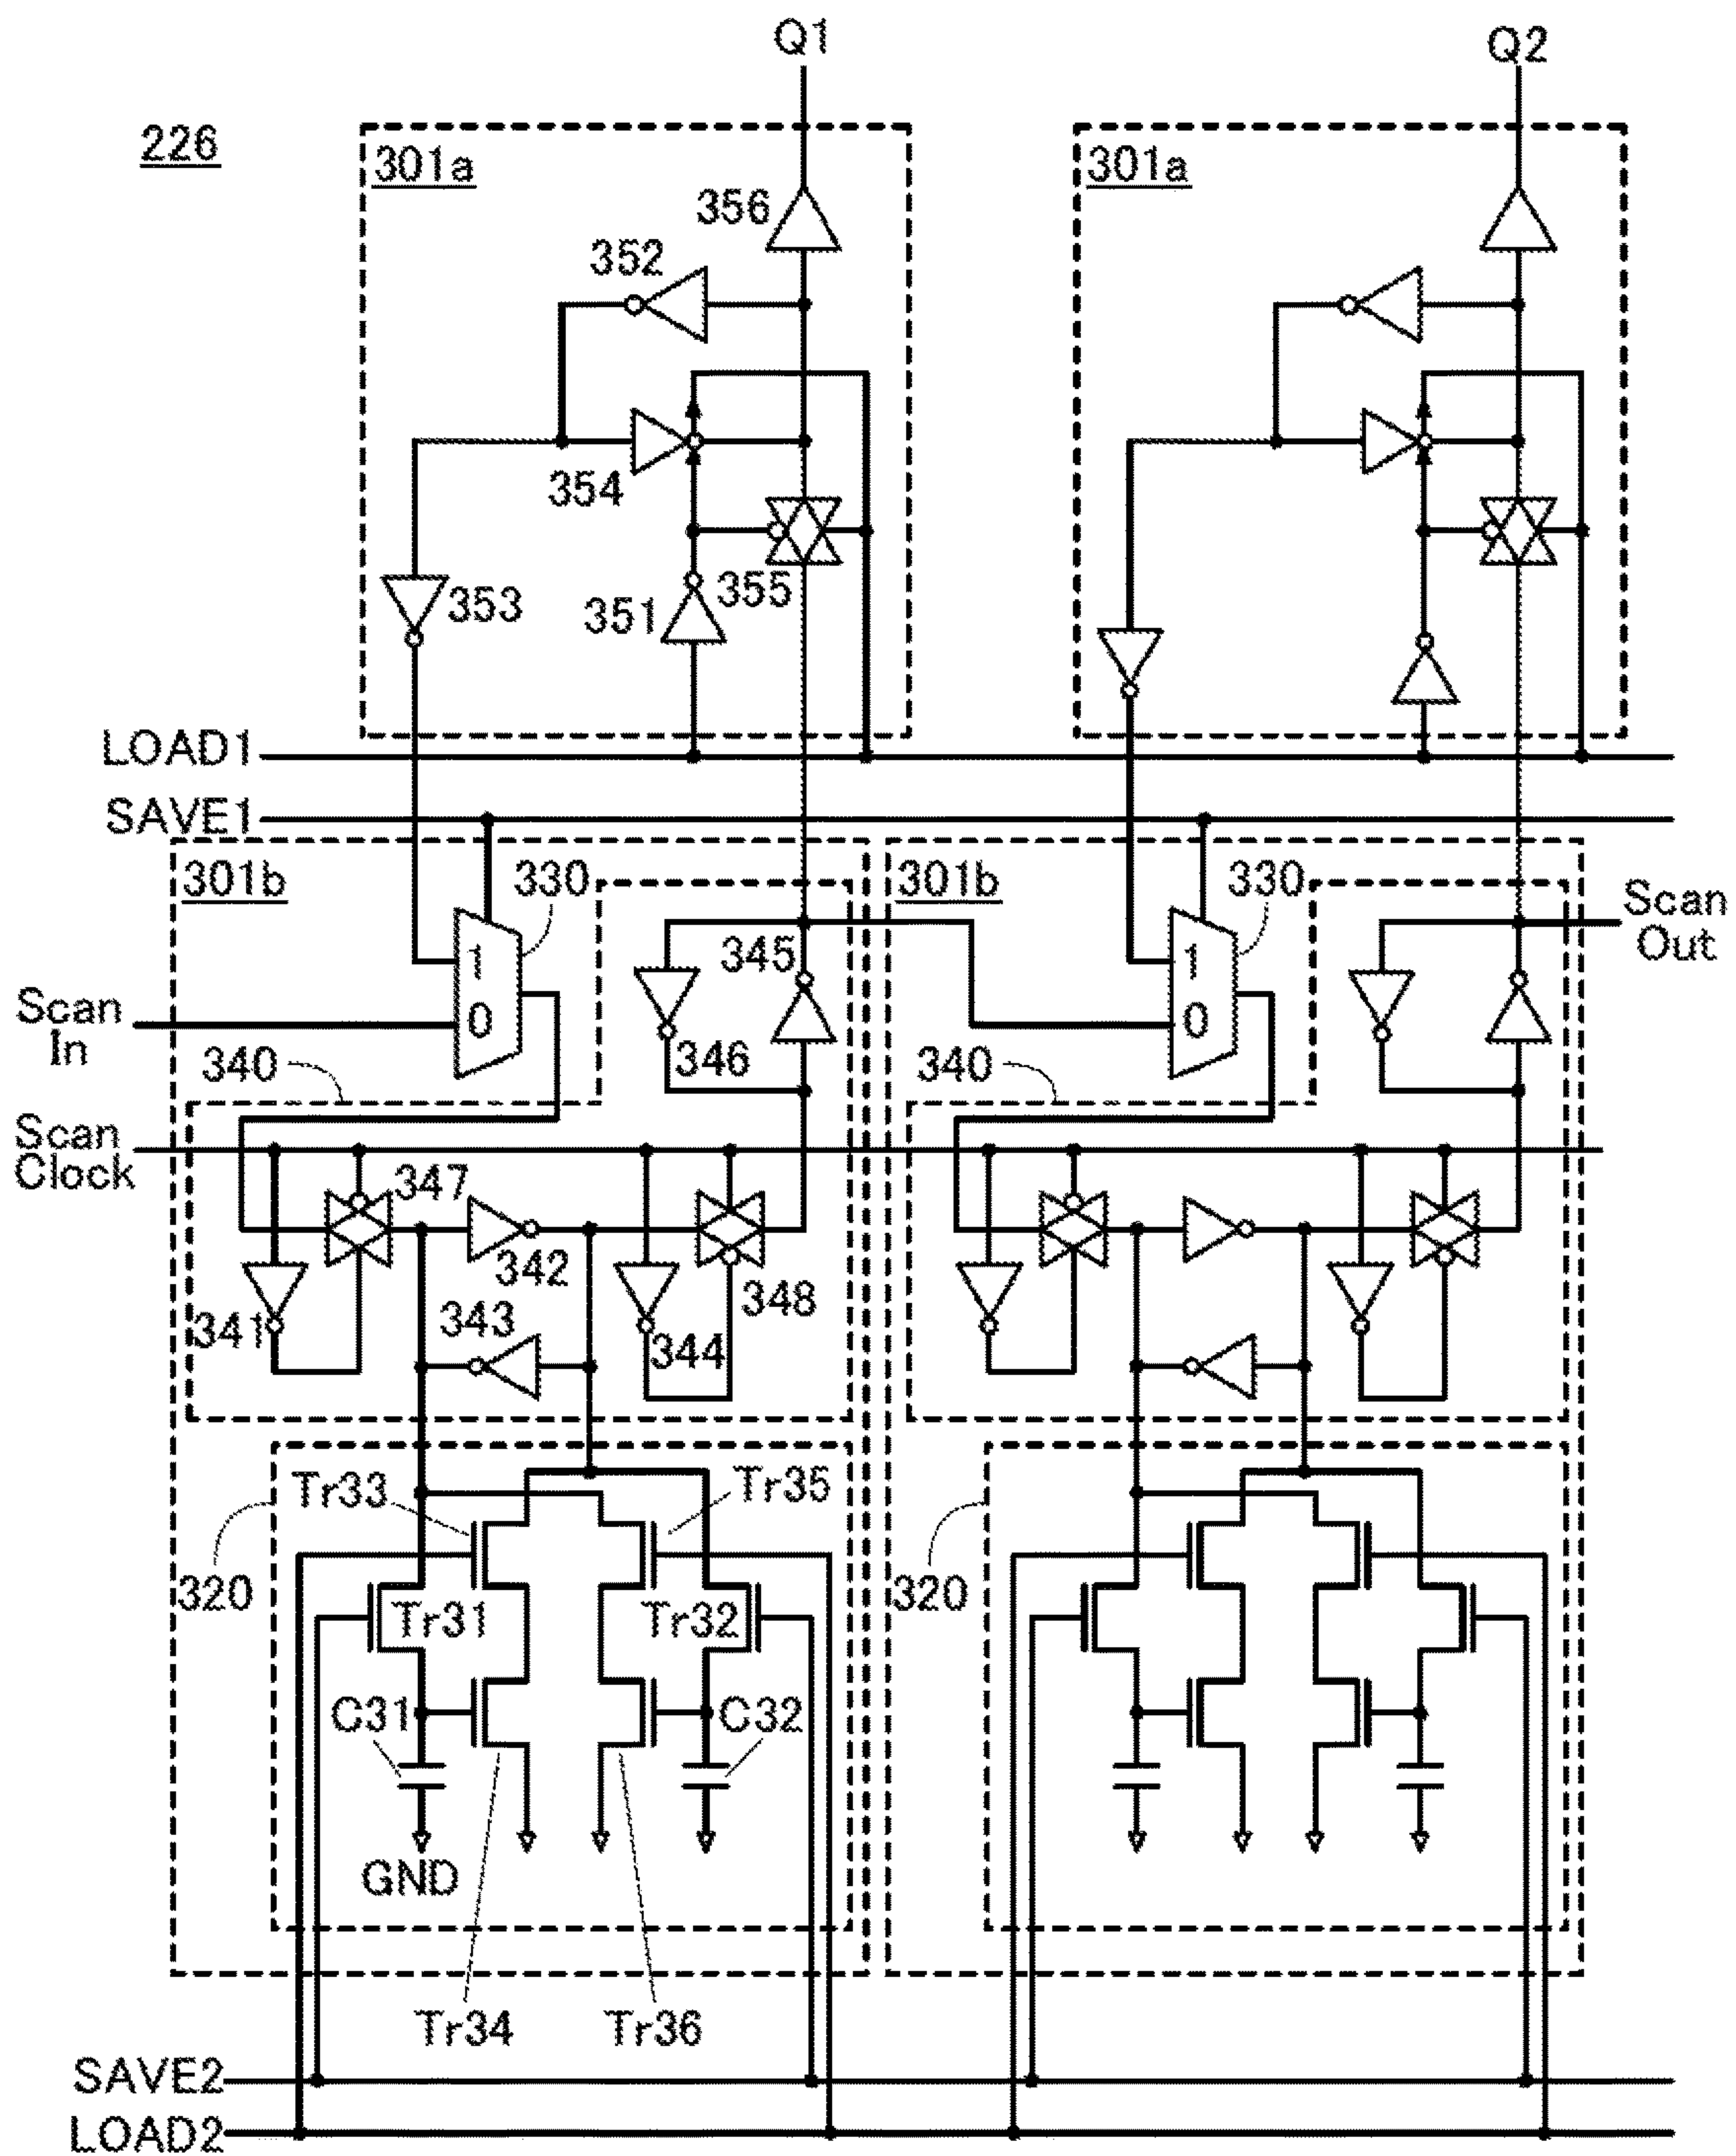 Q1
Q2
226
301a
301a
356
352
354
353
351
355
LOAD1
SAVE1
301b
330
301b
330
Scan
Out
1
0
345
1
0
Scan
In
340
346
340
Scan
Clock
347
342
348
341
343
344
Tr33
Tr35
320
Tr31
Tr32
320
C31
C32
GND
Tr34
Tr36
SAVE2
LOAD2